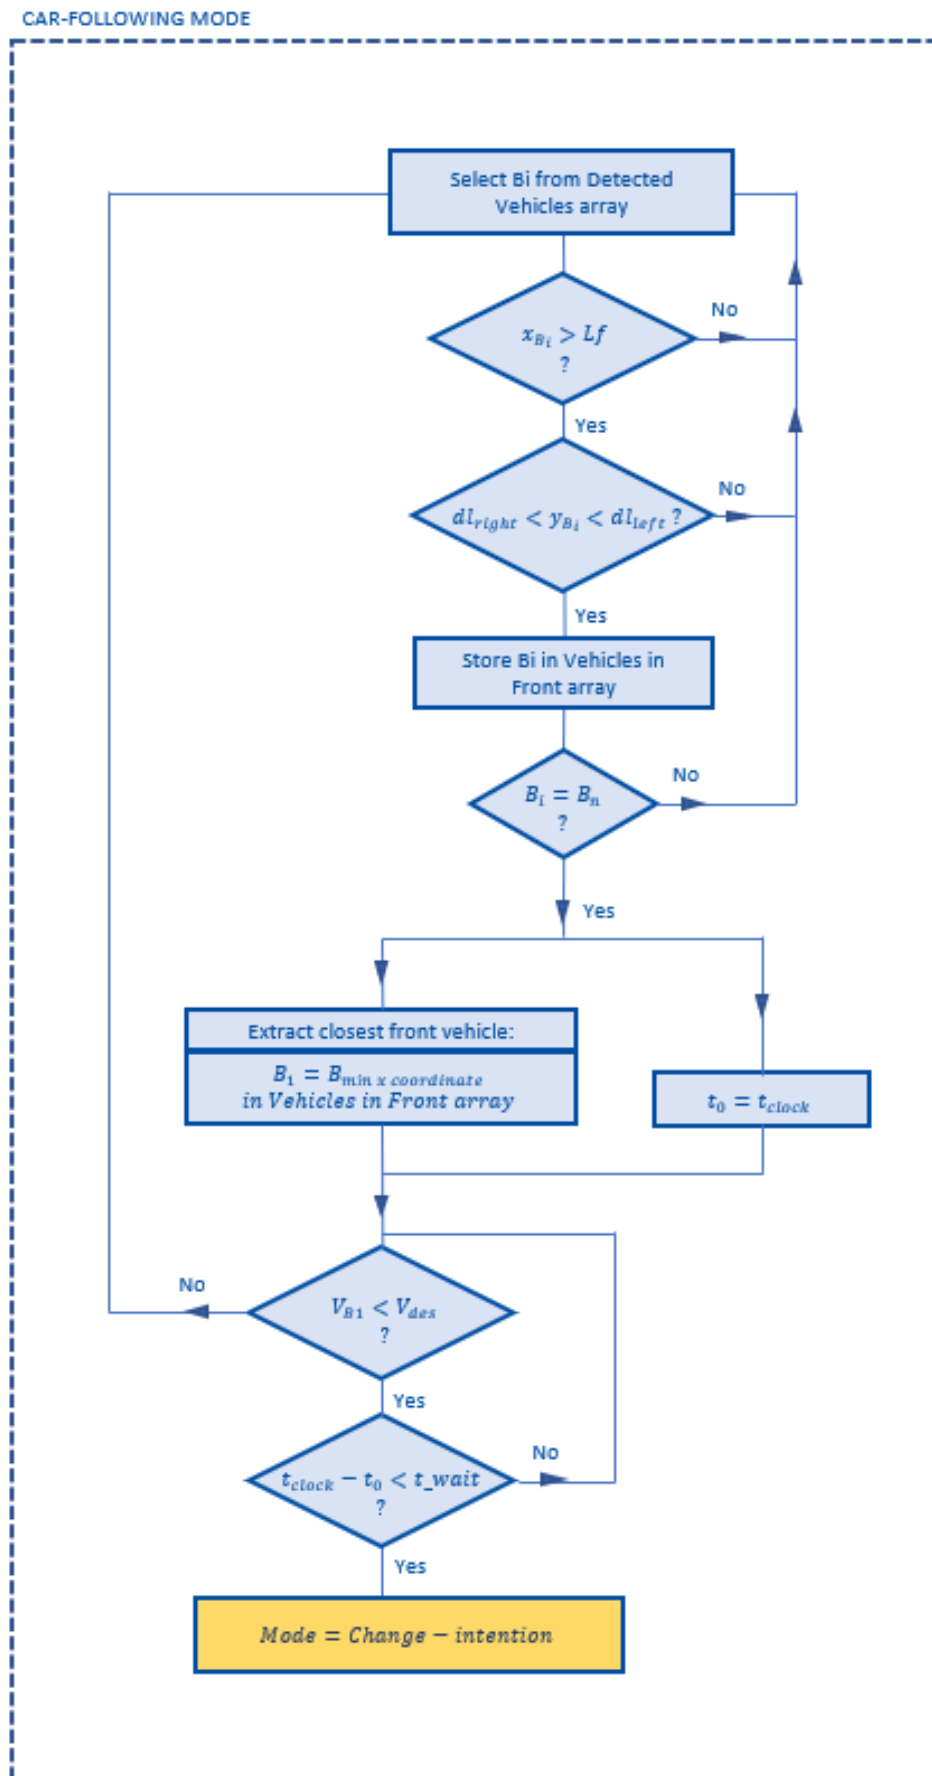 CAR-FOLLOWING MODE
Select Bi from Detected
Vehicles array
x_{B_i} > Lf
?
No
Yes
dl_{right} < y_{B_i} < dl_{left} ?
No
Yes
Store Bi in Vehicles in
Front array
B_i = B_n
?
No
Yes
Extract closest front vehicle:
B_1 = B_{min x coordinate}
in Vehicles in Front array
t_0 = t_{clock}
V_{B1} < V_{des}
?
No
Yes
t_{clock} − t_0 < t_wait
?
No
Yes
Mode = Change − intention